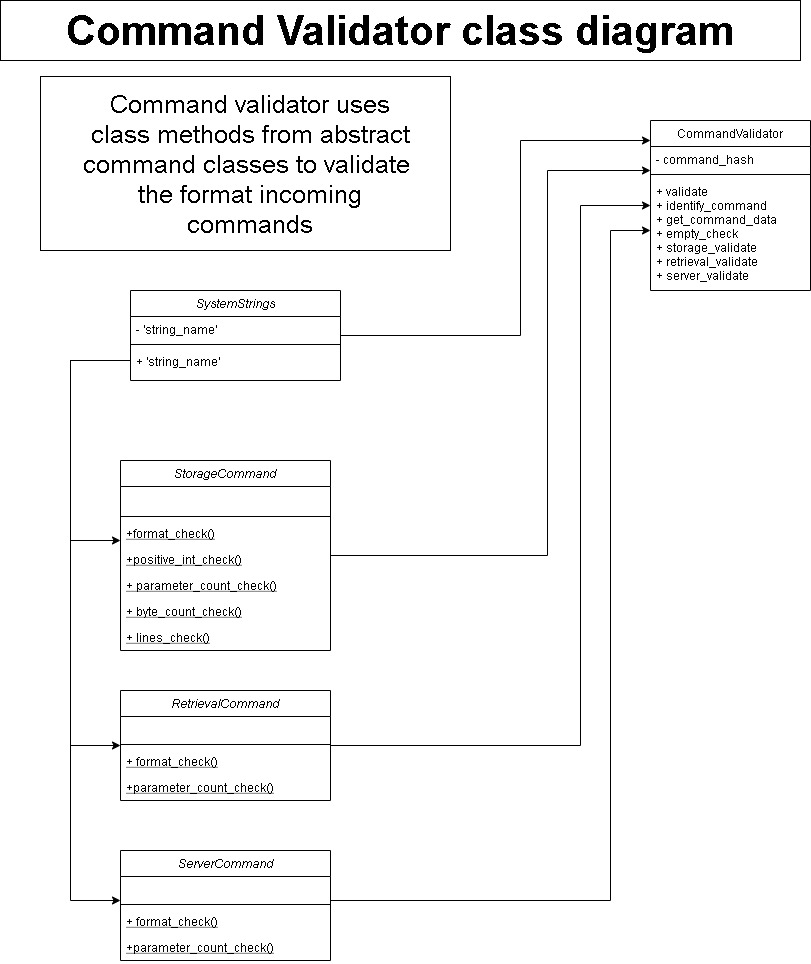 Command Validator class diagram
Command validator uses
class methods from abstract
command classes to validate
the format incoming
commands
CommandValidator
- command_hash
+ validate
+ identify_command
+ get_command_data
+ empty_check
+ storage_validate
+ retrieval_validate
+ server_validate
SystemStrings
- 'string_name'
+ 'string_name'
StorageCommand
+format_check()
+positive_int_check()
+ parameter_count_check()
+ byte_count_check()
+ lines_check()
RetrievalCommand
+ format_check()
+parameter_count_check()
ServerCommand
+ format_check()
+parameter_count_check()